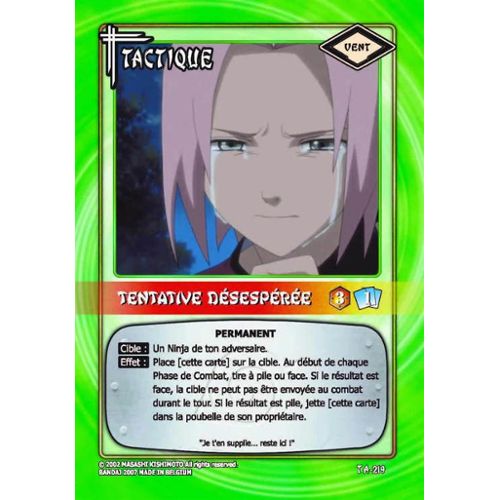 TACTIQUE
VENT
TENTATIVE DÉSESPÉRÉE 3 1
PERMANENT
Cible : Un Ninja de ton adversaire.
Effet : Place [cette carte] sur la cible. Au début de chaque
Phase de Combat, tire à pile ou face. Si le résultat est
face, la cible ne peut pas être envoyée au combat
durant le tour. Si le résultat est pile, jette [cette carte]
dans la poubelle de son propriétaire.
"Je t'en supplie... reste ici !"
© 2002 MASASHI KISHIMOTO All rights reserved.
BANDAI 2007 MADE IN BELGIUM
TA-219